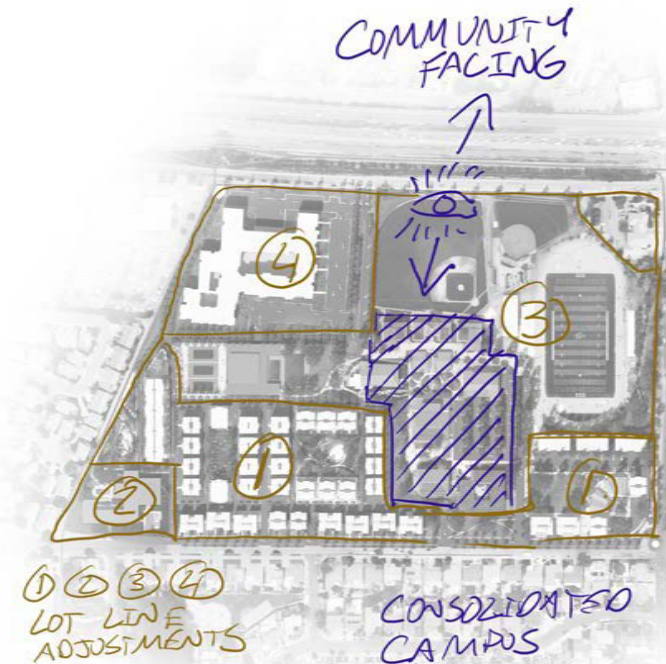 COMMUNITY
FACING
4
3
1
1
2
1 2 3 4
LOT LINE
ADJUSTMENTS
CONSOLIDATED
CAMPUS